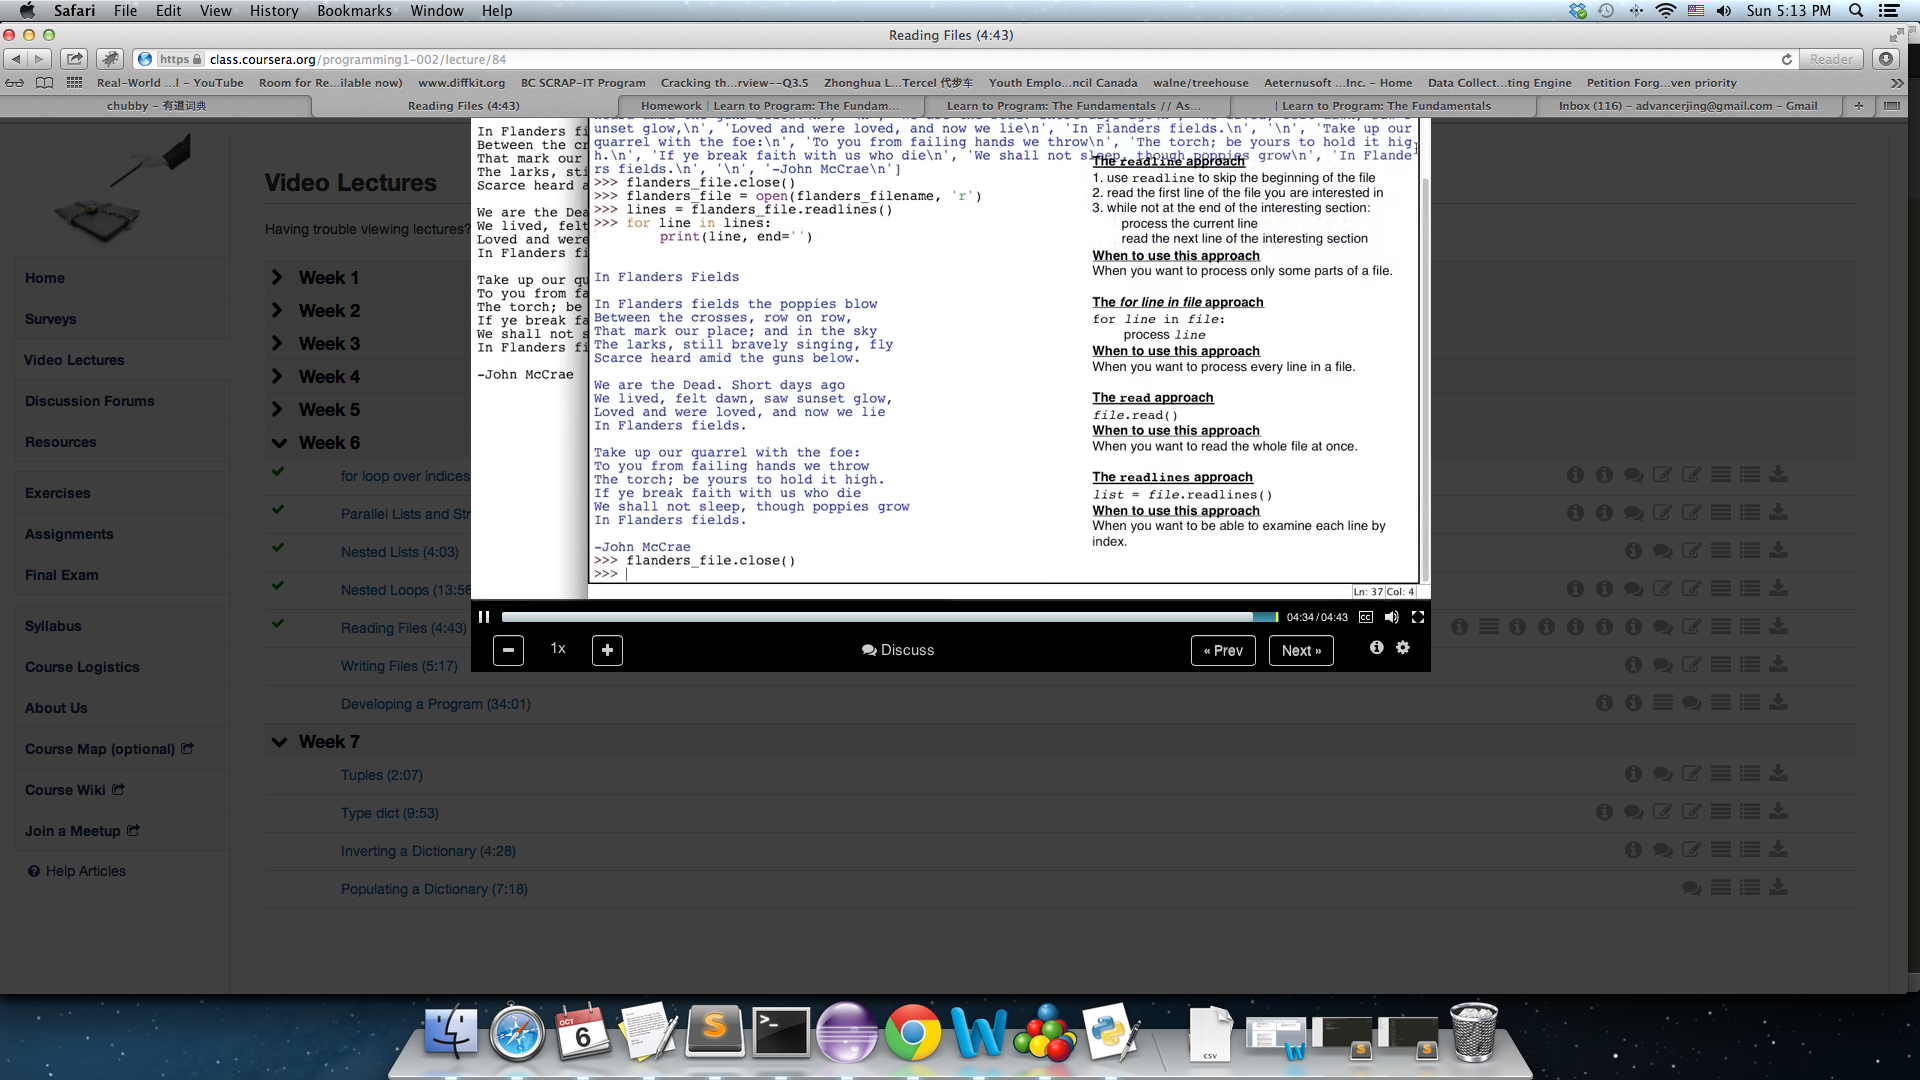 Safari File Edit View History Bookmarks Window Help
Sun 5:13 PM
Reading Files (4:43)
https class.coursera.org/programming1-002/lecture/84
Reader
Real-World ...l - YouTube Room for Re...ilable now) www.diffkit.org BC SCRAP-IT Program Cracking th...rview--Q3.5 Zhonghua L...Tercel 代步车 Youth Emplo...ncil Canada walne/treehouse Aeternusoft ...Inc. - Home Data Collect...ting Engine Petition Forg...ven priority
chubby – 有道词典
Reading Files (4:43)
Homework | Learn to Program: The Fundam...
Learn to Program: The Fundamentals // As...
| Learn to Program: The Fundamentals
Inbox (116) – advancerjing@gmail.com – Gmail
Home
Surveys
Video Lectures
Discussion Forums
Resources
Exercises
Assignments
Final Exam
Syllabus
Course Logistics
About Us
Course Map (optional)
Course Wiki
Join a Meetup
Help Articles
Video Lectures
Having trouble viewing lectures?
Week 1
Week 2
Week 3
Week 4
Week 5
Week 6
for loop over indices
Parallel Lists and Str
Nested Lists (4:03)
Nested Loops (13:56
Reading Files (4:43)
Writing Files (5:17)
Developing a Program (34:01)
Week 7
Tuples (2:07)
Type dict (9:53)
Inverting a Dictionary (4:28)
Populating a Dictionary (7:18)
In Flanders fi
Between the cr
That mark our
The larks, sti
Scarce heard a
We are the Dea
We lived, felt
Loved and were
In Flanders fi
Take up our qu
To you from fa
The torch; be
If ye break fa
We shall not s
In Flanders fi
-John McCrae
unset glow,\n', 'Loved and were loved, and now we lie\n', 'In Flanders fields.\n', '\n', 'Take up our
quarrel with the foe:\n', 'To you from failing hands we throw\n', 'The torch; be yours to hold it hig
h.\n', 'If ye break faith with us who die\n', 'We shall not sleep, though poppies grow\n', 'In Flande
rs fields.\n', '\n', '-John McCrae\n']
>>> flanders_file.close()
>>> flanders_file = open(flanders_filename, 'r')
>>> lines = flanders_file.readlines()
>>> for line in lines:
print(line, end='')
In Flanders Fields
In Flanders fields the poppies blow
Between the crosses, row on row,
That mark our place; and in the sky
The larks, still bravely singing, fly
Scarce heard amid the guns below.
We are the Dead. Short days ago
We lived, felt dawn, saw sunset glow,
Loved and were loved, and now we lie
In Flanders fields.
Take up our quarrel with the foe:
To you from failing hands we throw
The torch; be yours to hold it high.
If ye break faith with us who die
We shall not sleep, though poppies grow
In Flanders fields.
-John McCrae
>>> flanders_file.close()
>>>
The readline approach
1. use readline to skip the beginning of the file
2. read the first line of the file you are interested in
3. while not at the end of the interesting section:
process the current line
read the next line of the interesting section
When to use this approach
When you want to process only some parts of a file.
The for line in file approach
for line in file:
process line
When to use this approach
When you want to process every line in a file.
The read approach
file.read()
When to use this approach
When you want to read the whole file at once.
The readlines approach
list = file.readlines()
When to use this approach
When you want to be able to examine each line by
index.
Ln: 37 Col: 4
04:34 / 04:43 CC
1x
Discuss
« Prev
Next »
OCT
6
CSV